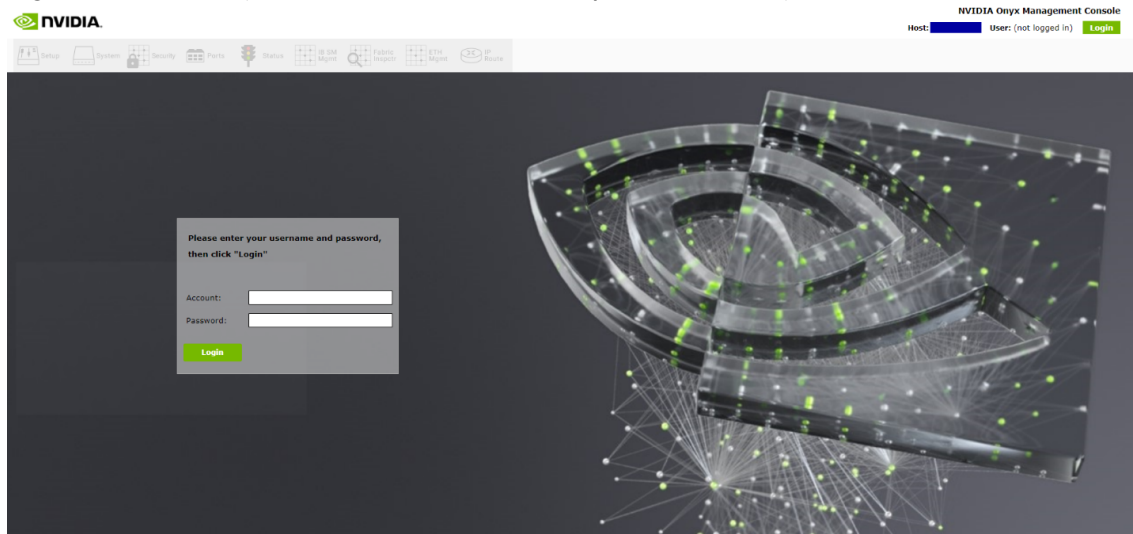 NVIDIA Onyx Management Console
NVIDIA.
Host: User: (not logged in) Login
Setup System Security Ports Status IB SM Mgmt Fabric Inspctr ETH Mgmt IP Route
Please enter your username and password,
then click "Login"
Account:
Password:
Login